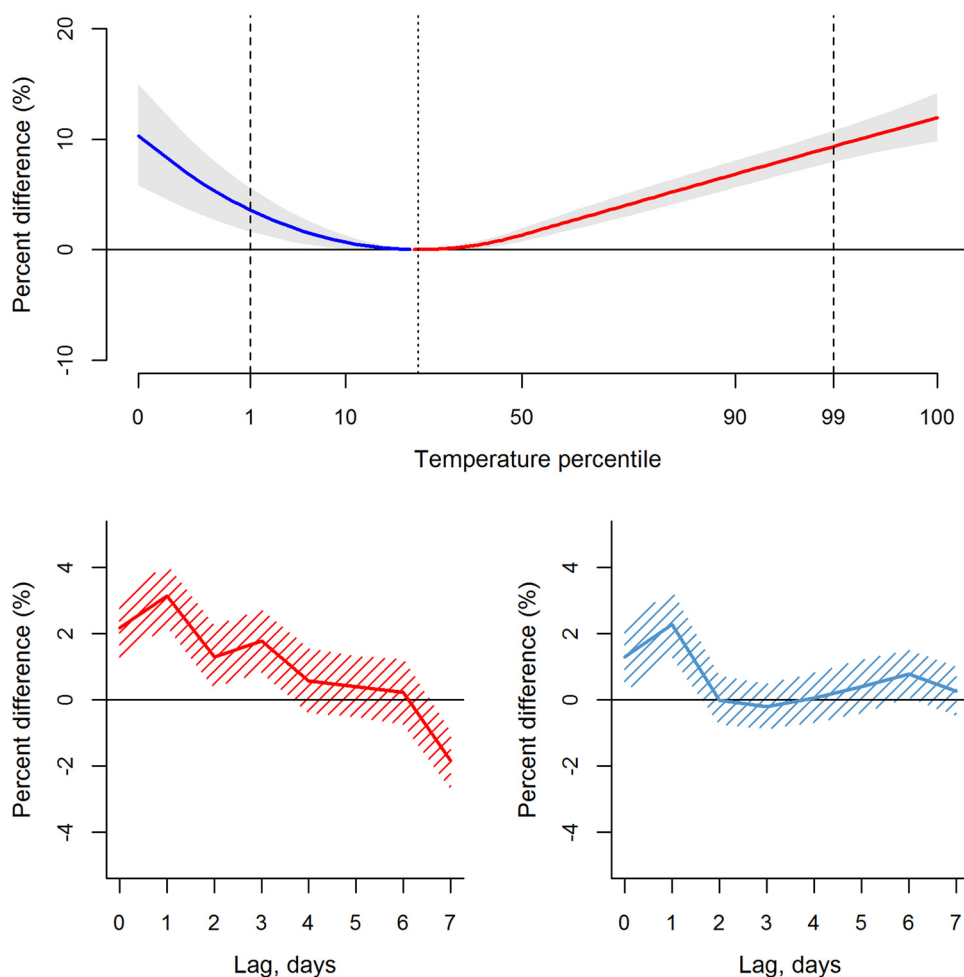 Percent difference (%)
20
10
0
-10
0 1 10 50 90 99 100
Temperature percentile
Percent difference (%)
4
2
0
-2
-4
0 1 2 3 4 5 6 7
Lag, days
Percent difference (%)
4
2
0
-2
-4
0 1 2 3 4 5 6 7
Lag, days